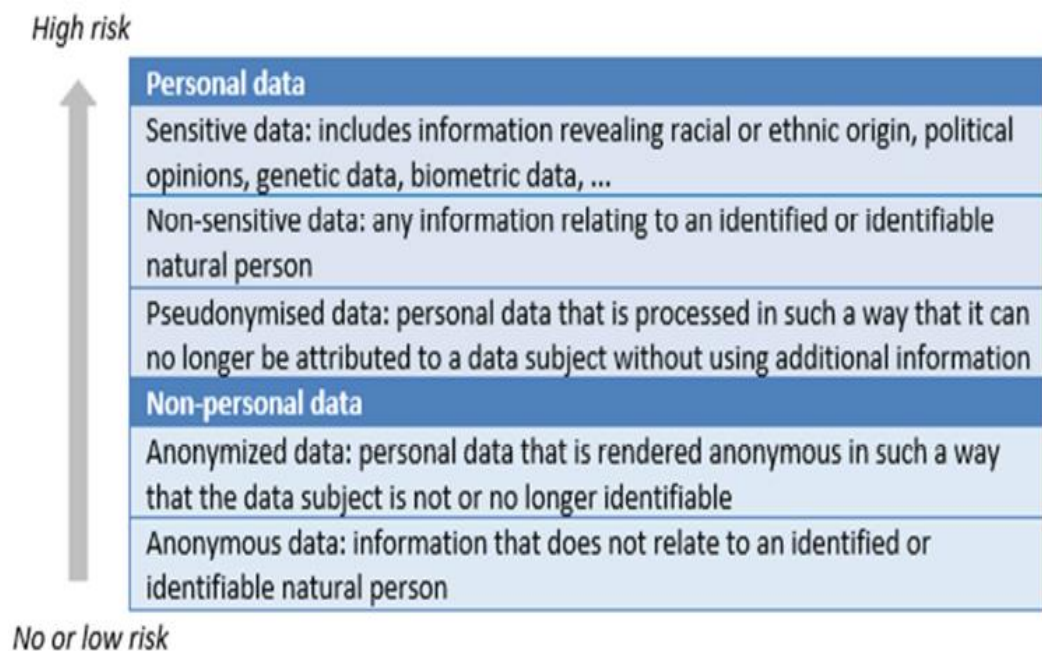 High risk
Personal data
Sensitive data: includes information revealing racial or ethnic origin, political
opinions, genetic data, biometric data, ...
Non-sensitive data: any information relating to an identified or identifiable
natural person
Pseudonymised data: personal data that is processed in such a way that it can
no longer be attributed to a data subject without using additional information
Non-personal data
Anonymized data: personal data that is rendered anonymous in such a way
that the data subject is not or no longer identifiable
Anonymous data: information that does not relate to an identified or
identifiable natural person
No or low risk